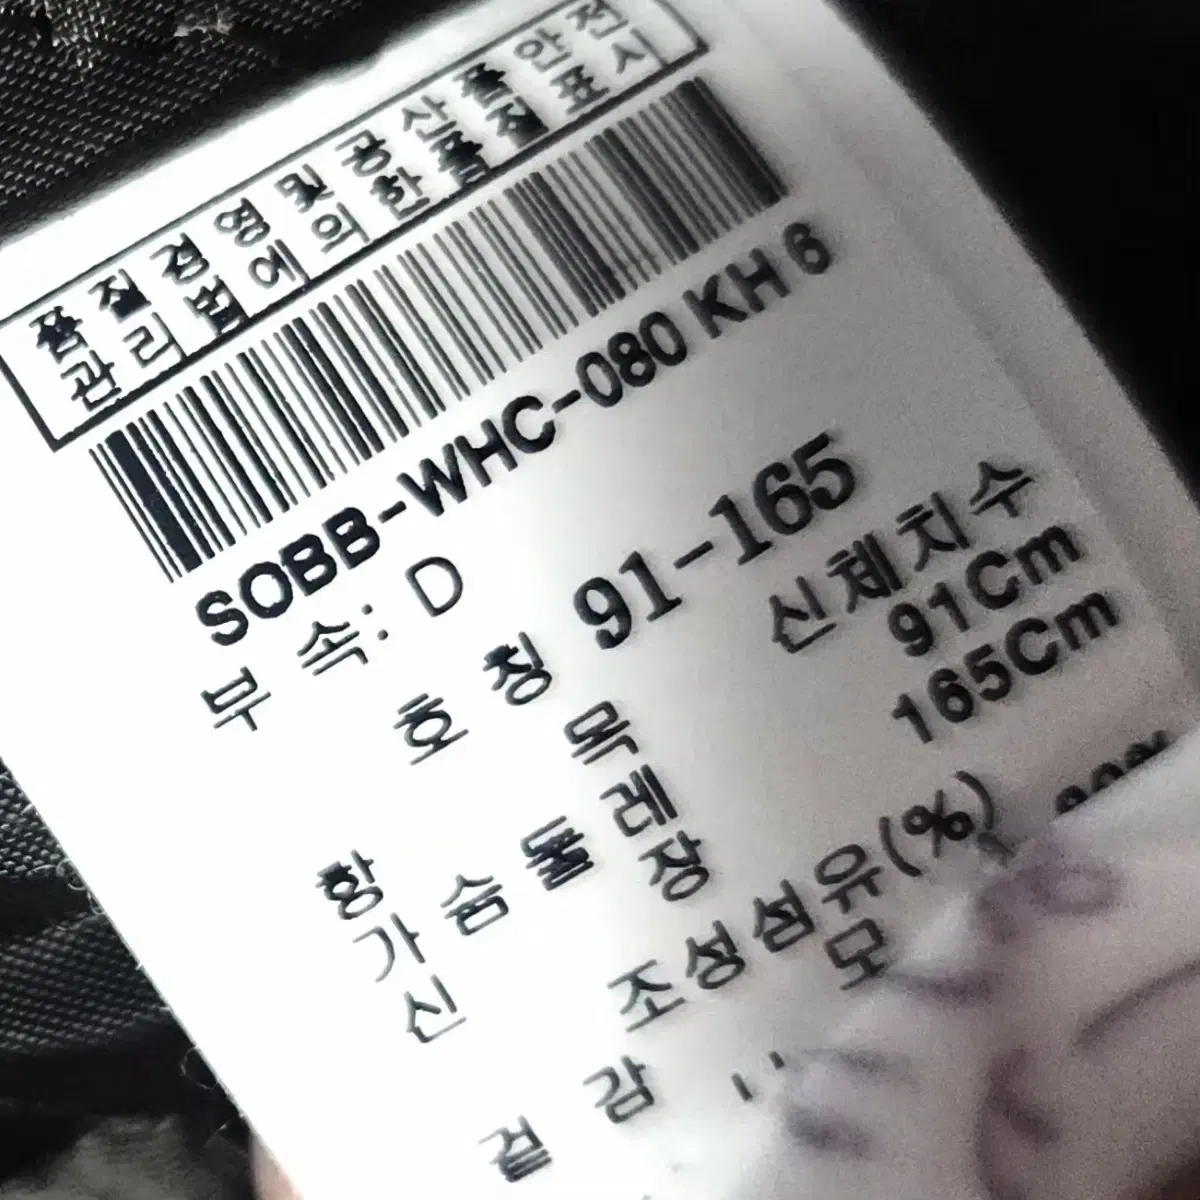 품질경영및공산품안전
관리법에의한품질표시
SOBB-WHC-080 KH 6
부 속: D
호 칭 91-165
항 목 신체치수
가 슴 둘 레 91Cm
신 장 165Cm
조성섬유(%)
겉 감 모